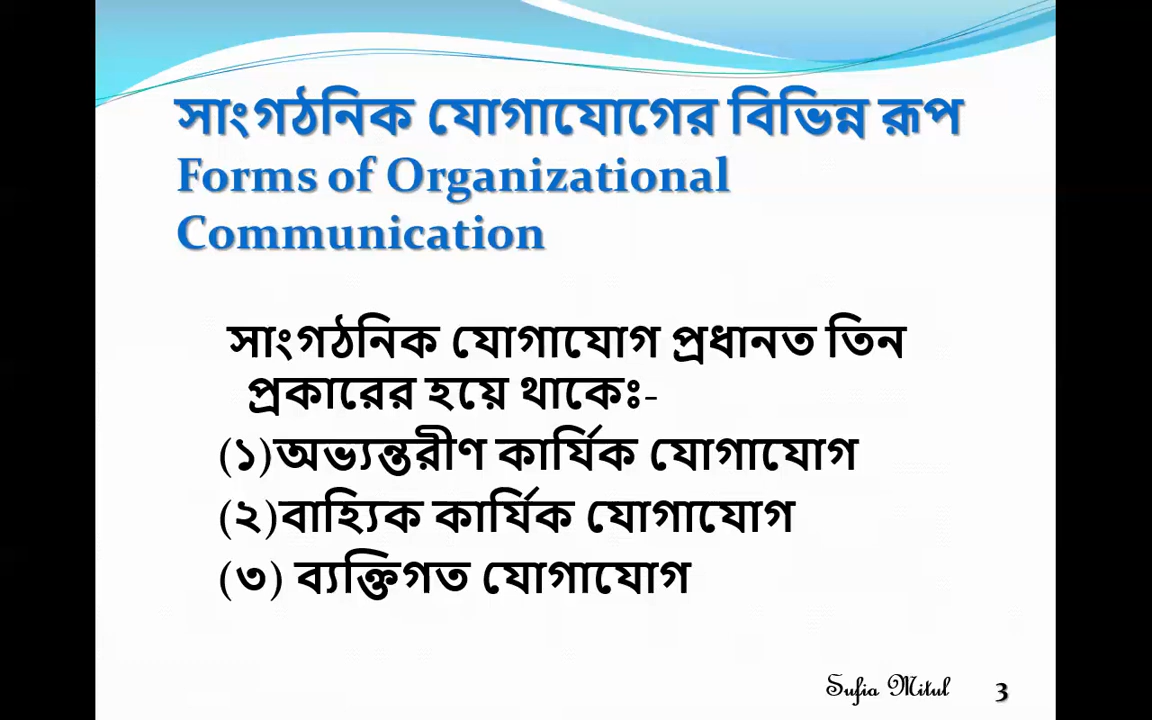 সাংগঠনিক যোগাযোগের বিভিন্ন রূপ
Forms of Organizational
Communication
সাংগঠনিক যোগাযোগ প্রধানত তিন
প্রকারের হয়ে থাকেঃ-
(১)অভ্যন্তরীণ কার্যিক যোগাযোগ
(২)বাহ্যিক কার্যিক যোগাযোগ
(৩) ব্যক্তিগত যোগাযোগ
Sufia Mitul 3